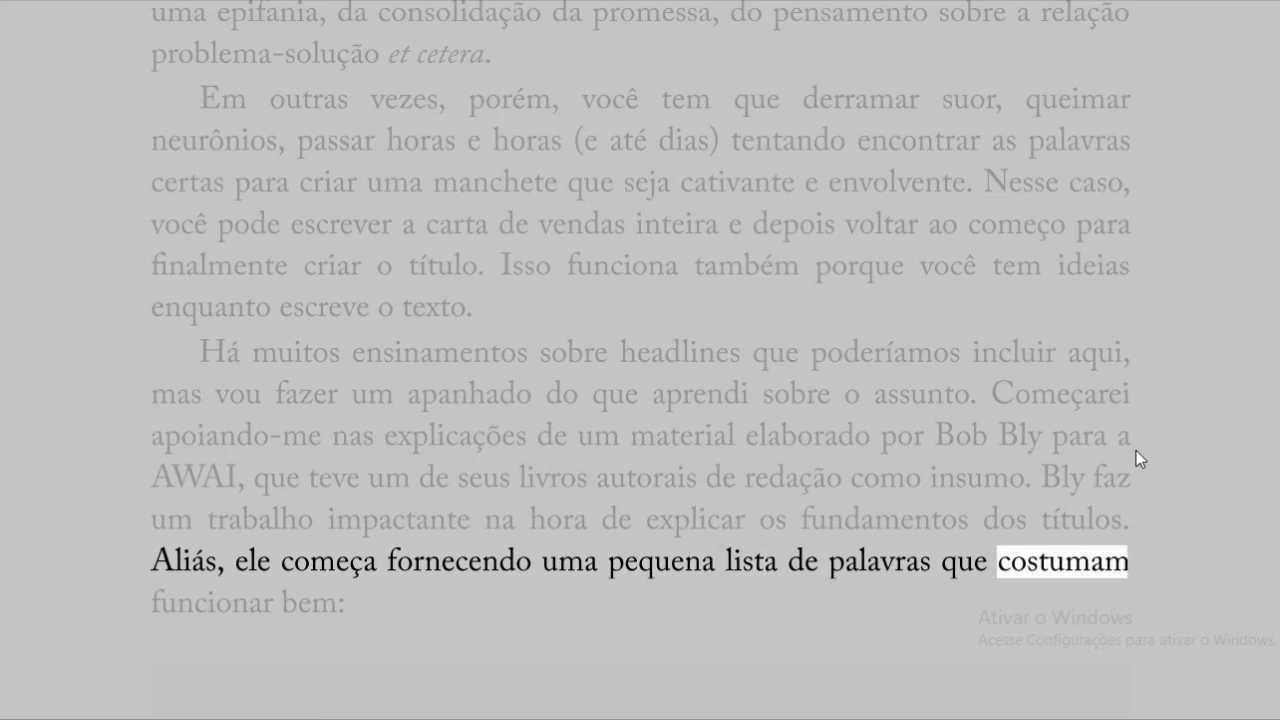 uma epifania, da consolidação da promessa, do pensamento sobre a relação
problema-solução et cetera.
Em outras vezes, porém, você tem que derramar suor, queimar
neurônios, passar horas e horas (e até dias) tentando encontrar as palavras
certas para criar uma manchete que seja cativante e envolvente. Nesse caso,
você pode escrever a carta de vendas inteira e depois voltar ao começo para
finalmente criar o título. Isso funciona também porque você tem ideias
enquanto escreve o texto.
Há muitos ensinamentos sobre headlines que poderíamos incluir aqui,
mas vou fazer um apanhado do que aprendi sobre o assunto. Começarei
apoiando-me nas explicações de um material elaborado por Bob Bly para a
AWAI, que teve um de seus livros autorais de redação como insumo. Bly faz
um trabalho impactante na hora de explicar os fundamentos dos títulos.
Aliás, ele começa fornecendo uma pequena lista de palavras que costumam
funcionar bem:
Ativar o Windows
Acesse Configurações para ativar o Windows.